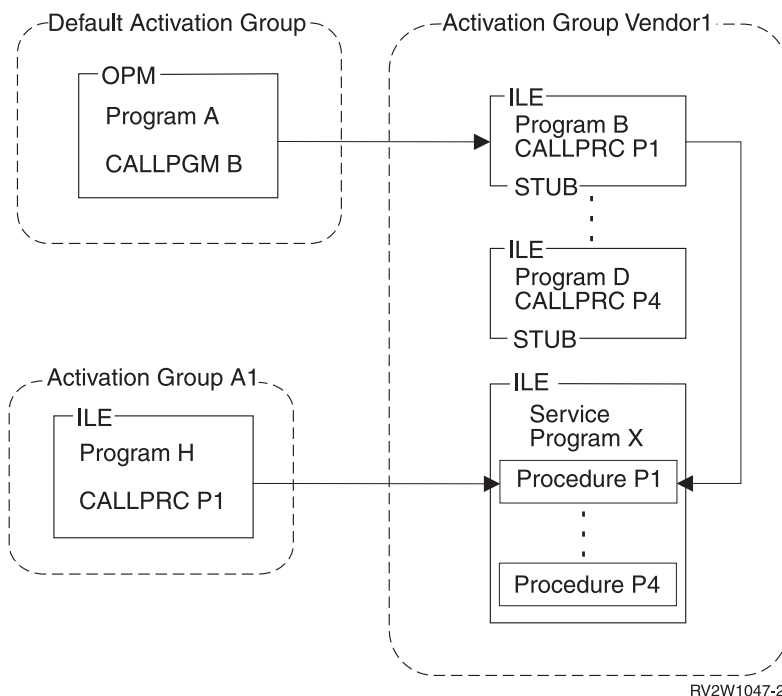 Default Activation Group
OPM
Program A
CALLPGM B
Activation Group Vendor1
ILE
Program B
CALLPRC P1
STUB
ILE
Program D
CALLPRC P4
STUB
Activation Group A1
ILE
Program H
CALLPRC P1
ILE
Service
Program X
Procedure P1
Procedure P4
RV2W1047-2